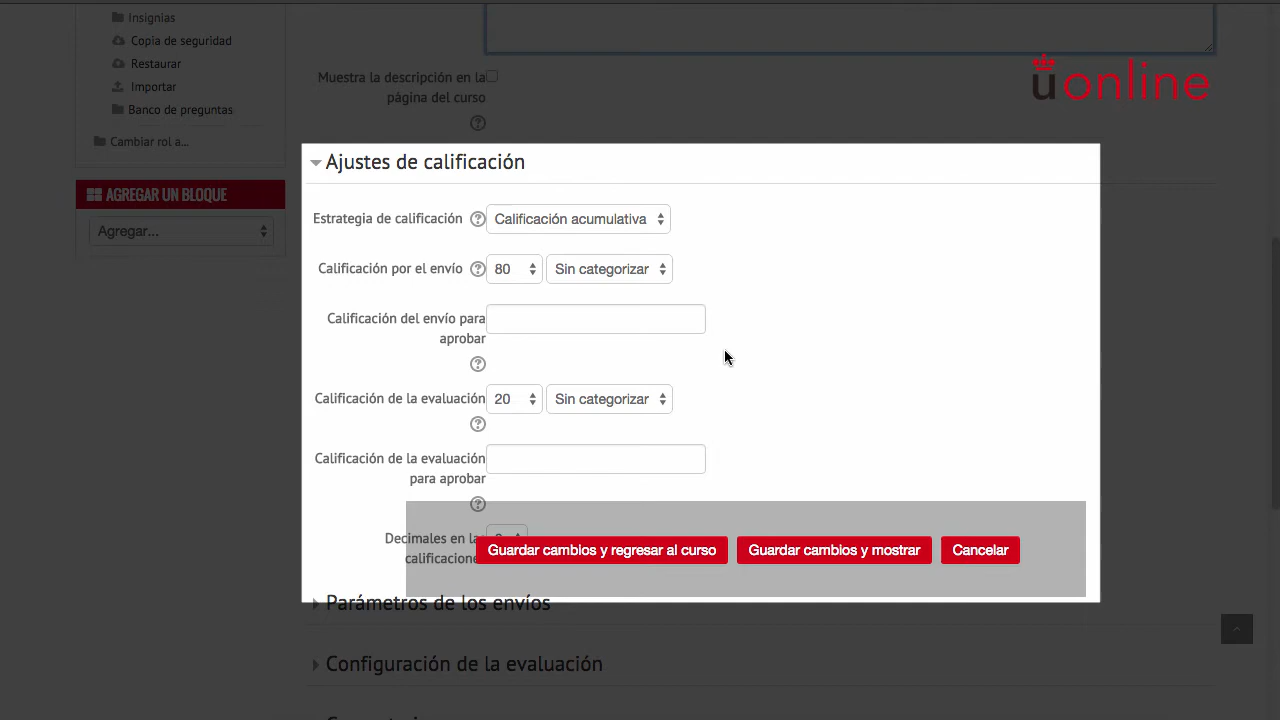 Insignias
Copia de seguridad
Restaurar
Importar
Banco de preguntas
Cambiar rol a...
AGREGAR UN BLOQUE
Agregar...
Muestra la descripción en la
página del curso
uonline
Ajustes de calificación
Estrategia de calificación
Calificación acumulativa
Calificación por el envío
80
Sin categorizar
Calificación del envío para
aprobar
Calificación de la evaluación
20
Sin categorizar
Calificación de la evaluación
para aprobar
Decimales en las
calificaciones
Guardar cambios y regresar al curso
Guardar cambios y mostrar
Cancelar
Parámetros de los envíos
Configuración de la evaluación